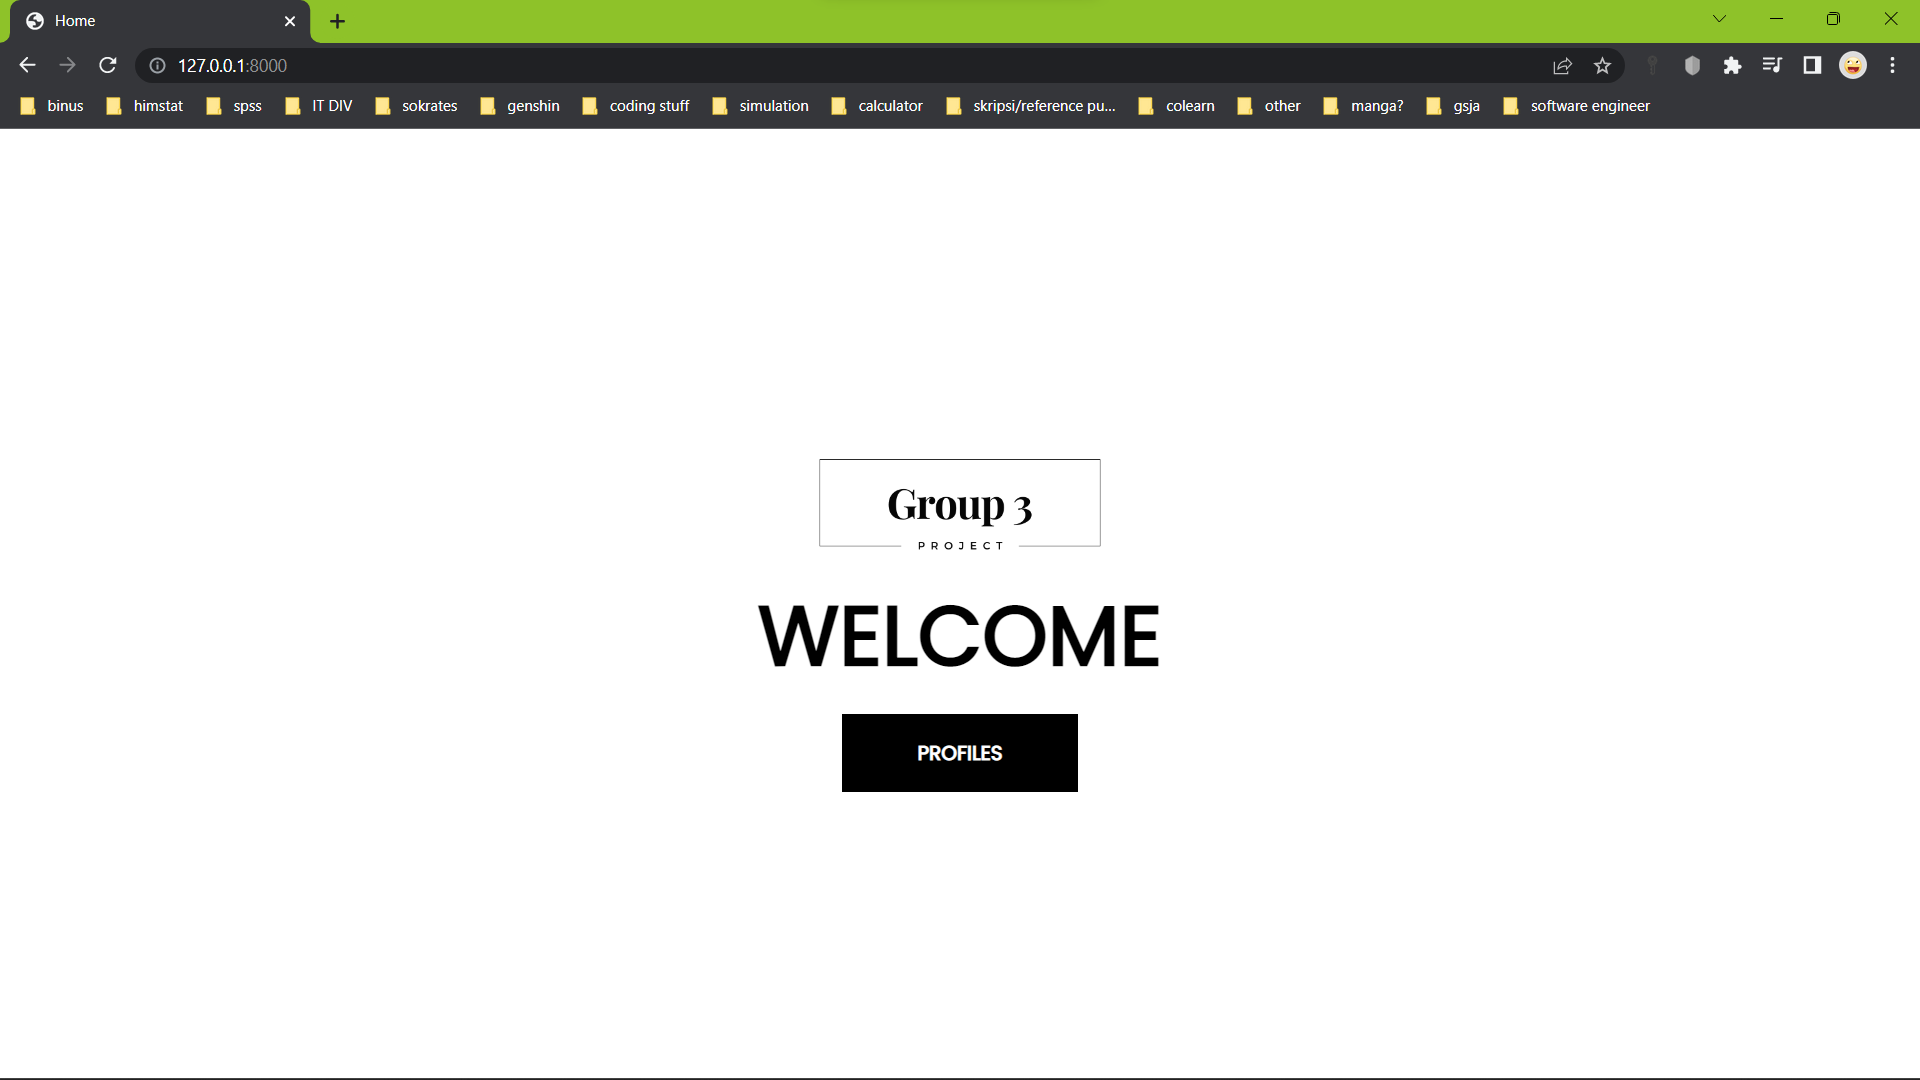 Home
127.0.0.1:8000
binus himstat spss IT DIV sokrates genshin coding stuff simulation calculator skripsi/reference pu... colearn other manga? gsja software engineer
Group 3
PROJECT
WELCOME
PROFILES